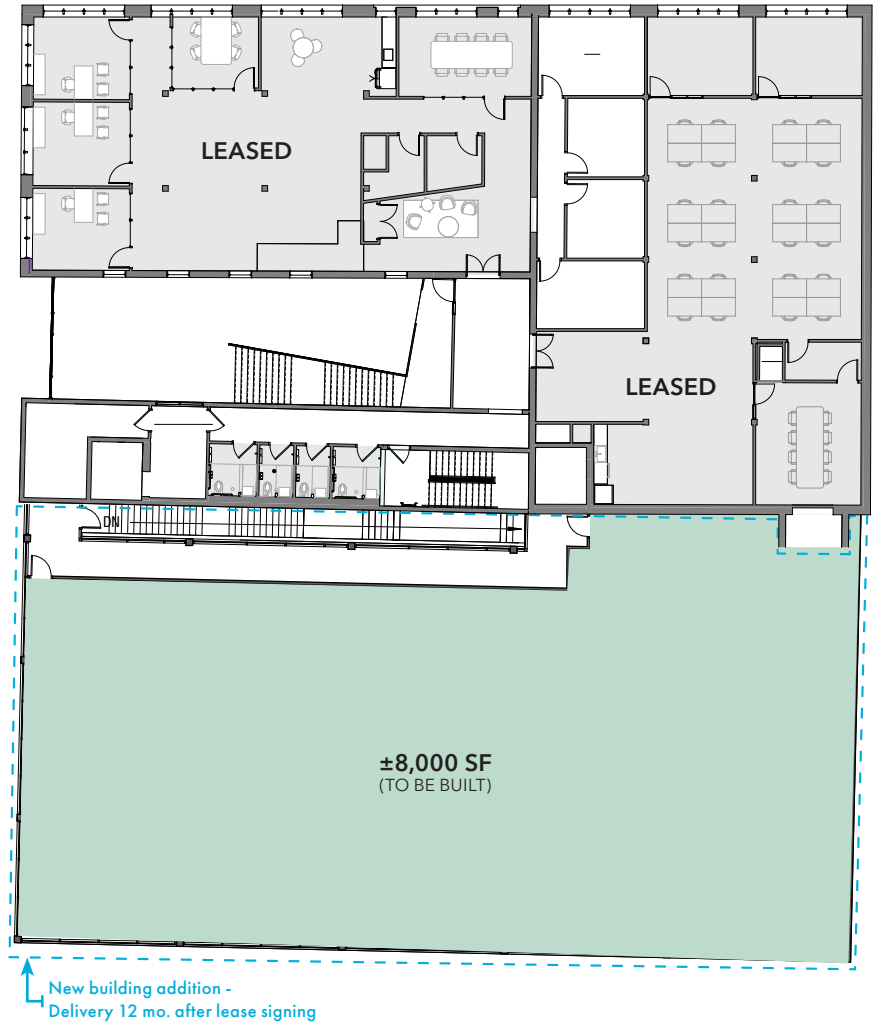 LEASED
LEASED
DN
±8,000 SF
(TO BE BUILT)
New building addition -
Delivery 12 mo. after lease signing